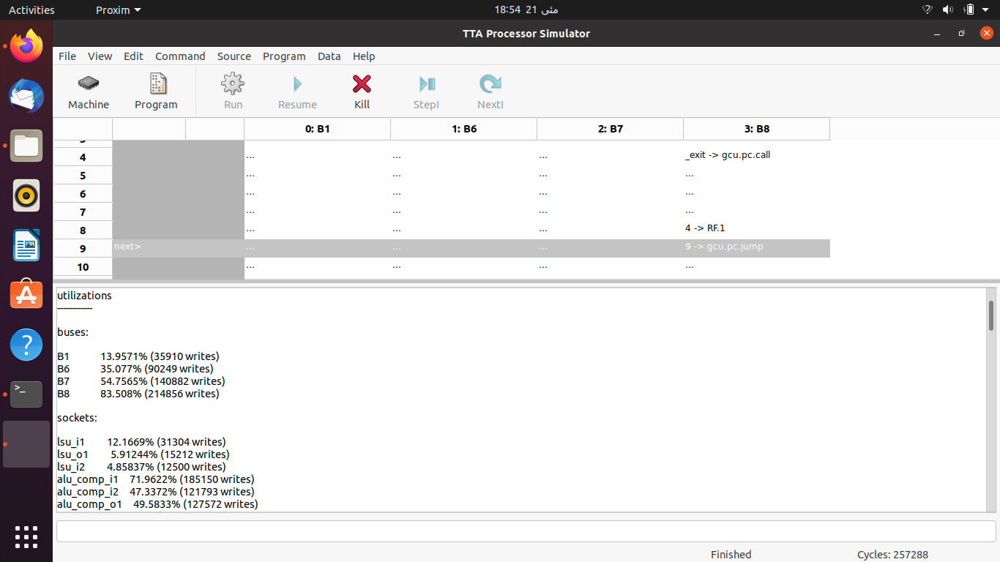 Activities Proxim 18:54 21 مئی
TTA Processor Simulator
File View Edit Command Source Program Data Help
Machine Program Run Resume Kill StepI NextI
0: B1 1: B6 2: B7 3: B8
4 ... ... ... _exit -> gcu.pc.call
5 ... ... ... ...
6 ... ... ... ...
7 ... ... ... ...
8 ... ... ... 4 -> RF.1
9 next> ... ... ... 9 -> gcu.pc.jump
10 ... ... ... ...
utilizations
------------
buses:
B1 13.9571% (35910 writes)
B6 35.077% (90249 writes)
B7 54.7565% (140882 writes)
B8 83.508% (214856 writes)
sockets:
lsu_i1 12.1669% (31304 writes)
lsu_o1 5.91244% (15212 writes)
lsu_i2 4.85837% (12500 writes)
alu_comp_i1 71.9622% (185150 writes)
alu_comp_i2 47.3372% (121793 writes)
alu_comp_o1 49.5833% (127572 writes)
Finished Cycles: 257288